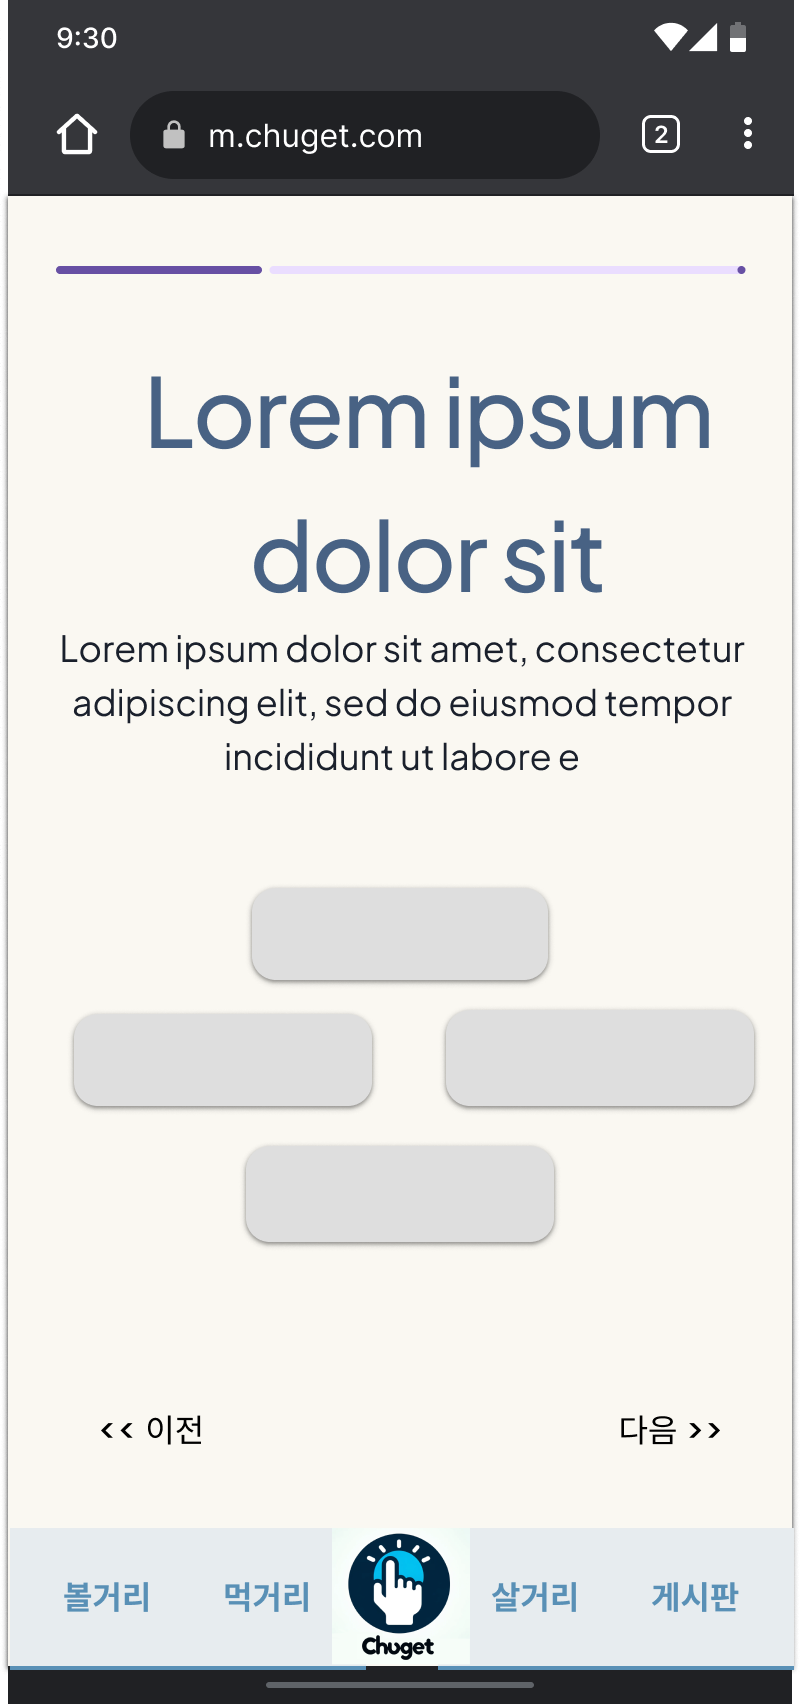 9:30
m.chuget.com
2
Lorem ipsum
dolor sit
Lorem ipsum dolor sit amet, consectetur
adipiscing elit, sed do eiusmod tempor
incididunt ut labore e
<< 이전
다음 >>
볼거리
먹거리
Chuget
살거리
게시판